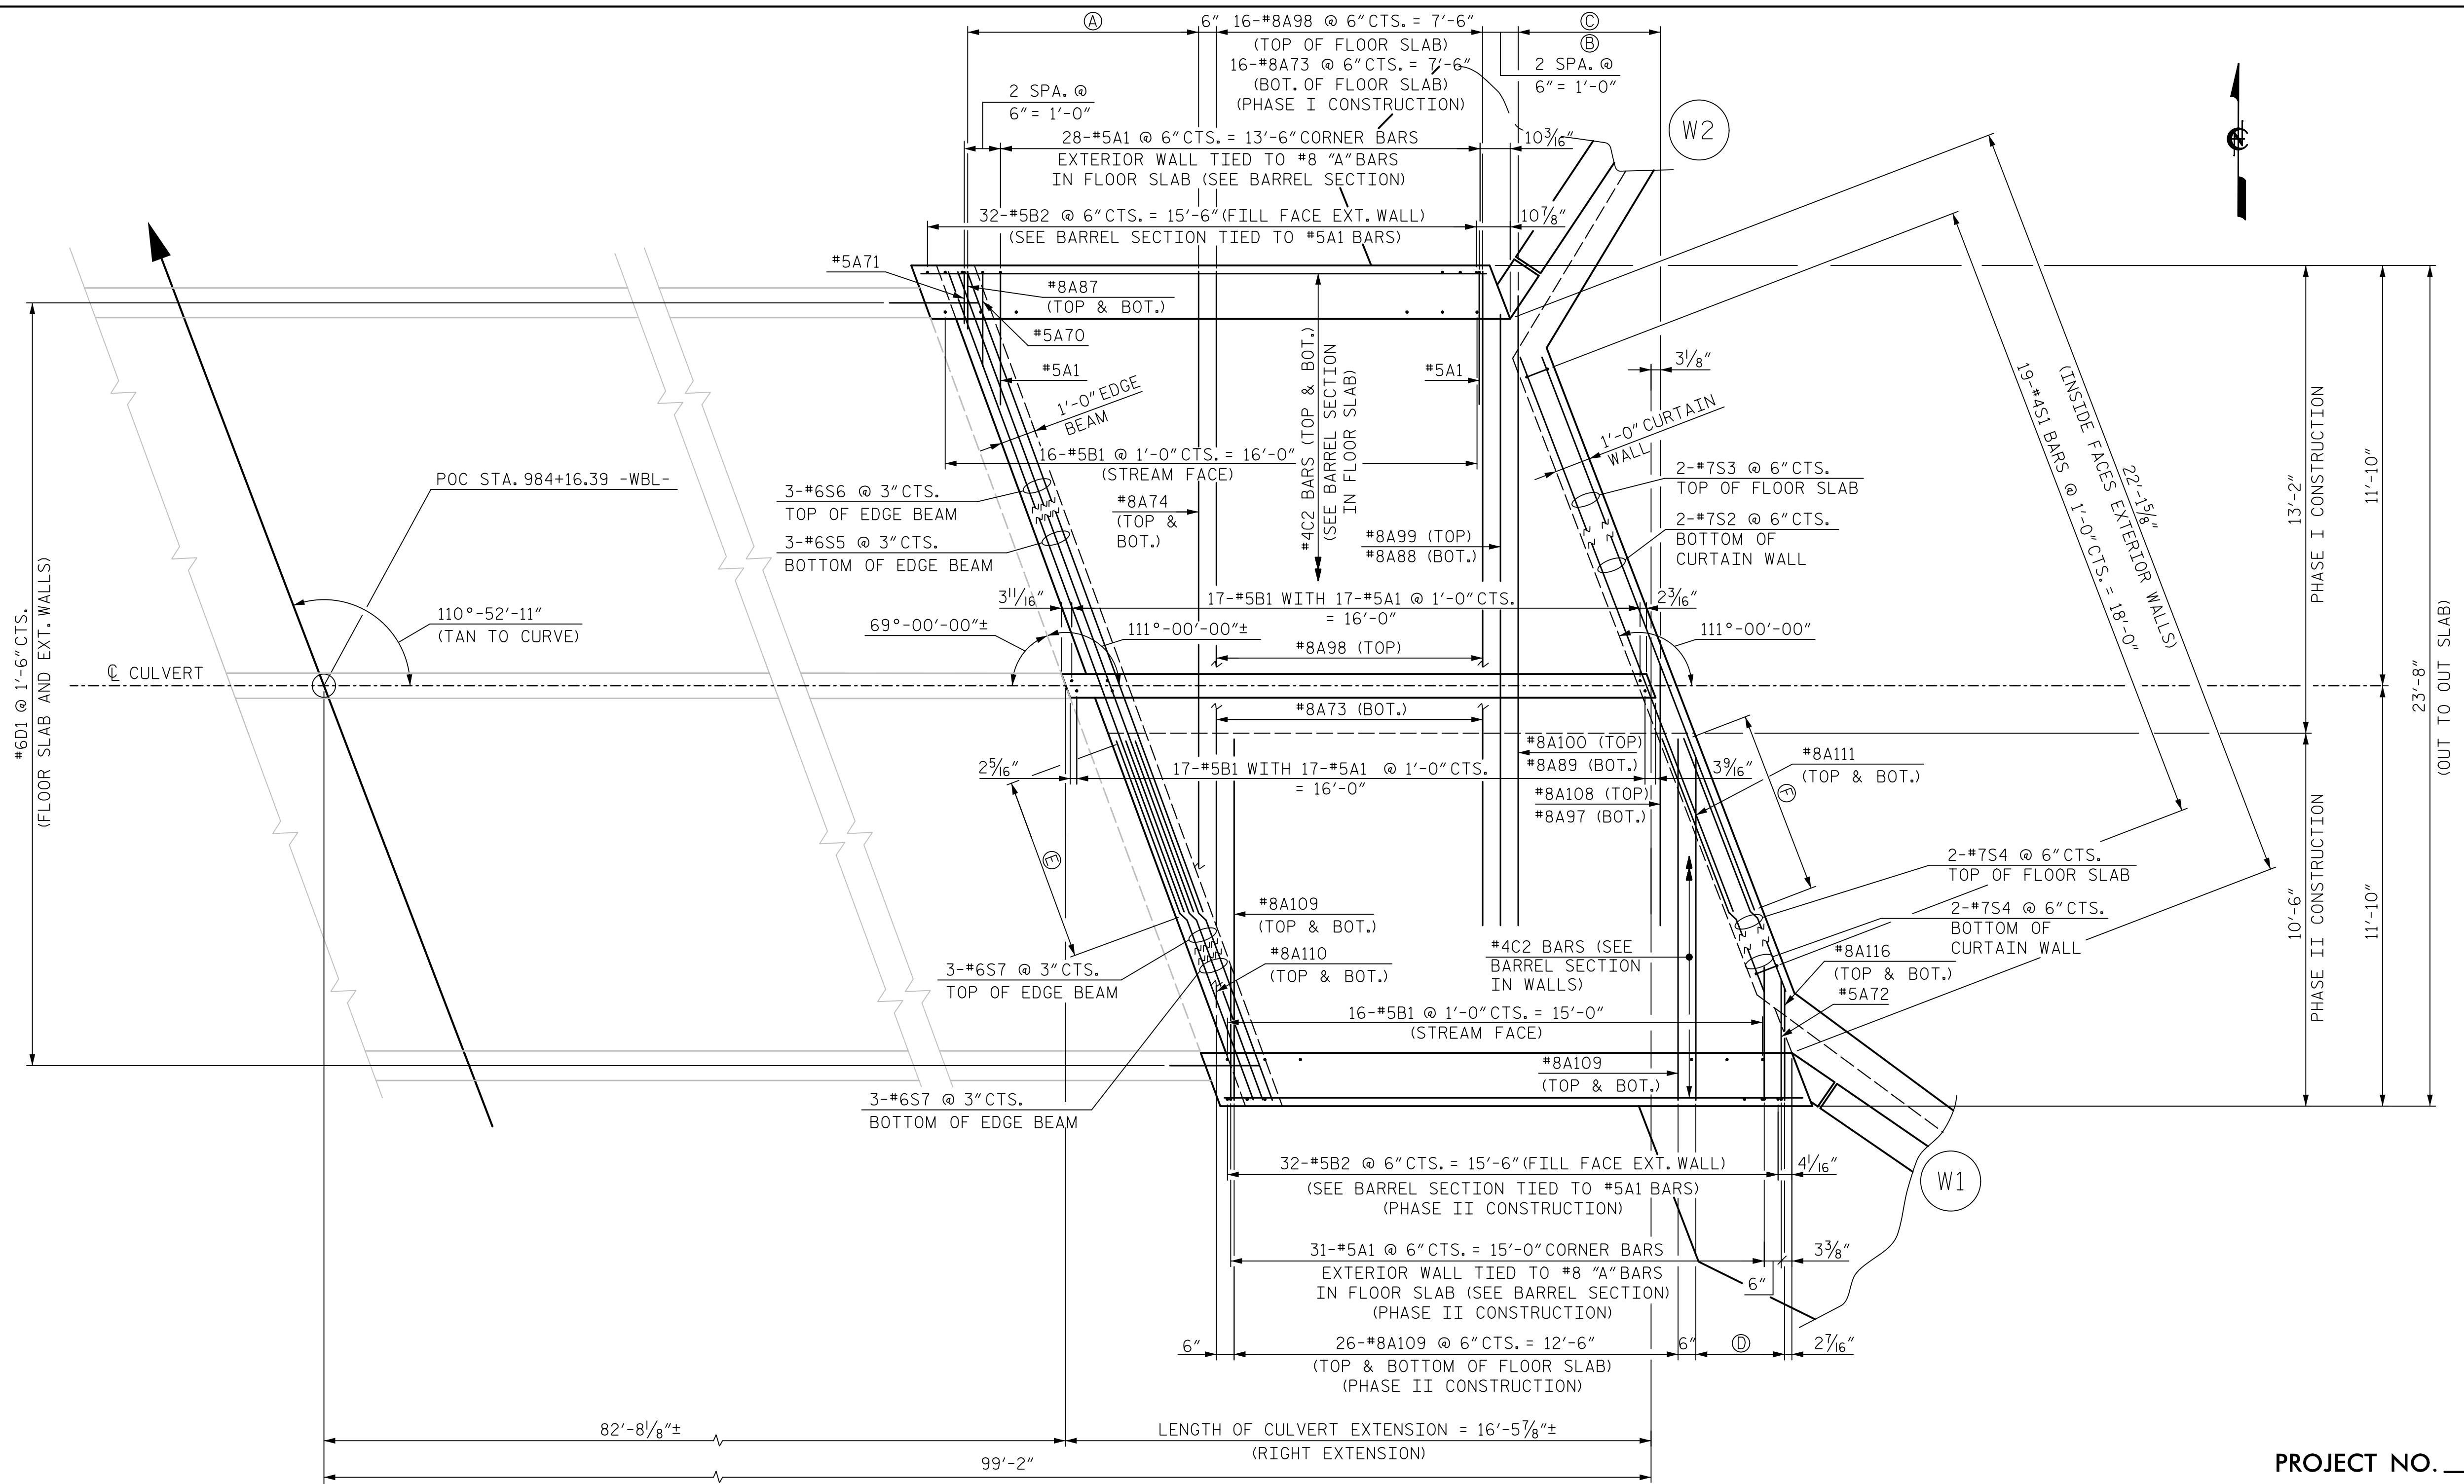 Ⓐ
6" 16-#8A98 @ 6"CTS. = 7'-6"
(TOP OF FLOOR SLAB)
16-#8A73 @ 6"CTS. = 7'-6"
(BOT. OF FLOOR SLAB)
(PHASE I CONSTRUCTION)
Ⓒ
Ⓑ
2 SPA. @
6"= 1'-0"
2 SPA. @
6"= 1'-0"
28-#5A1 @ 6"CTS. = 13'-6"CORNER BARS
EXTERIOR WALL TIED TO #8 "A"BARS
IN FLOOR SLAB (SEE BARREL SECTION)
10 3/16"
W2
32-#5B2 @ 6"CTS. = 15'-6"(FILL FACE EXT. WALL)
(SEE BARREL SECTION TIED TO #5A1 BARS)
10 7/8"
#5A71
#8A87
(TOP & BOT.)
#5A70
#5A1
#5A1
1'-0"EDGE
BEAM
#4C2 BARS (TOP & BOT.)
(SEE BARREL SECTION
IN FLOOR SLAB)
3 1/8"
1'-0"CURTAIN
WALL
16-#5B1 @ 1'-0"CTS. = 16'-0"
(STREAM FACE)
POC STA. 984+16.39 -WBL-
3-#6S6 @ 3"CTS.
TOP OF EDGE BEAM
3-#6S5 @ 3"CTS.
BOTTOM OF EDGE BEAM
#8A74
(TOP &
BOT.)
#8A99 (TOP)
#8A88 (BOT.)
2-#7S3 @ 6"CTS.
TOP OF FLOOR SLAB
2-#7S2 @ 6"CTS.
BOTTOM OF
CURTAIN WALL
19-#4S1 BARS @ 1'-0"CTS. = 18'-0"
(INSIDE FACES EXTERIOR WALLS)
22'-1 5/8"
13'-2"
PHASE I CONSTRUCTION
11'-10"
23'-8"
(OUT TO OUT SLAB)
#6D1 @ 1'-6"CTS.
(FLOOR SLAB AND EXT. WALLS)
110°-52'-11"
(TAN TO CURVE)
69°-00'-00"±
111°-00'-00"±
3 11/16"
17-#5B1 WITH 17-#5A1 @ 1'-0"CTS.
= 16'-0"
2 3/16"
111°-00'-00"
#8A98 (TOP)
℄ CULVERT
#8A73 (BOT.)
2 5/16"
17-#5B1 WITH 17-#5A1 @ 1'-0"CTS.
= 16'-0"
3 9/16"
#8A100 (TOP)
#8A89 (BOT.)
#8A108 (TOP)
#8A97 (BOT.)
#8A111
(TOP & BOT.)
Ⓔ
Ⓕ
2-#7S4 @ 6"CTS.
TOP OF FLOOR SLAB
2-#7S4 @ 6"CTS.
BOTTOM OF
CURTAIN WALL
#8A109
(TOP & BOT.)
#8A110
(TOP & BOT.)
#4C2 BARS (SEE
BARREL SECTION
IN WALLS)
#8A116
(TOP & BOT.)
#5A72
10'-6"
PHASE II CONSTRUCTION
11'-10"
3-#6S7 @ 3"CTS.
TOP OF EDGE BEAM
16-#5B1 @ 1'-0"CTS. = 15'-0"
(STREAM FACE)
#8A109
(TOP & BOT.)
3-#6S7 @ 3"CTS.
BOTTOM OF EDGE BEAM
32-#5B2 @ 6"CTS. = 15'-6"(FILL FACE EXT. WALL)
(SEE BARREL SECTION TIED TO #5A1 BARS)
(PHASE II CONSTRUCTION)
4 1/16"
W1
31-#5A1 @ 6"CTS. = 15'-0"CORNER BARS
EXTERIOR WALL TIED TO #8 "A"BARS
IN FLOOR SLAB (SEE BARREL SECTION)
(PHASE II CONSTRUCTION)
3 3/8"
6"
6"
26-#8A109 @ 6"CTS. = 12'-6"
(TOP & BOTTOM OF FLOOR SLAB)
(PHASE II CONSTRUCTION)
6"
Ⓓ
2 7/16"
82'-8 1/8"±
LENGTH OF CULVERT EXTENSION = 16'-5 7/8"±
(RIGHT EXTENSION)
99'-2"
PROJECT NO.